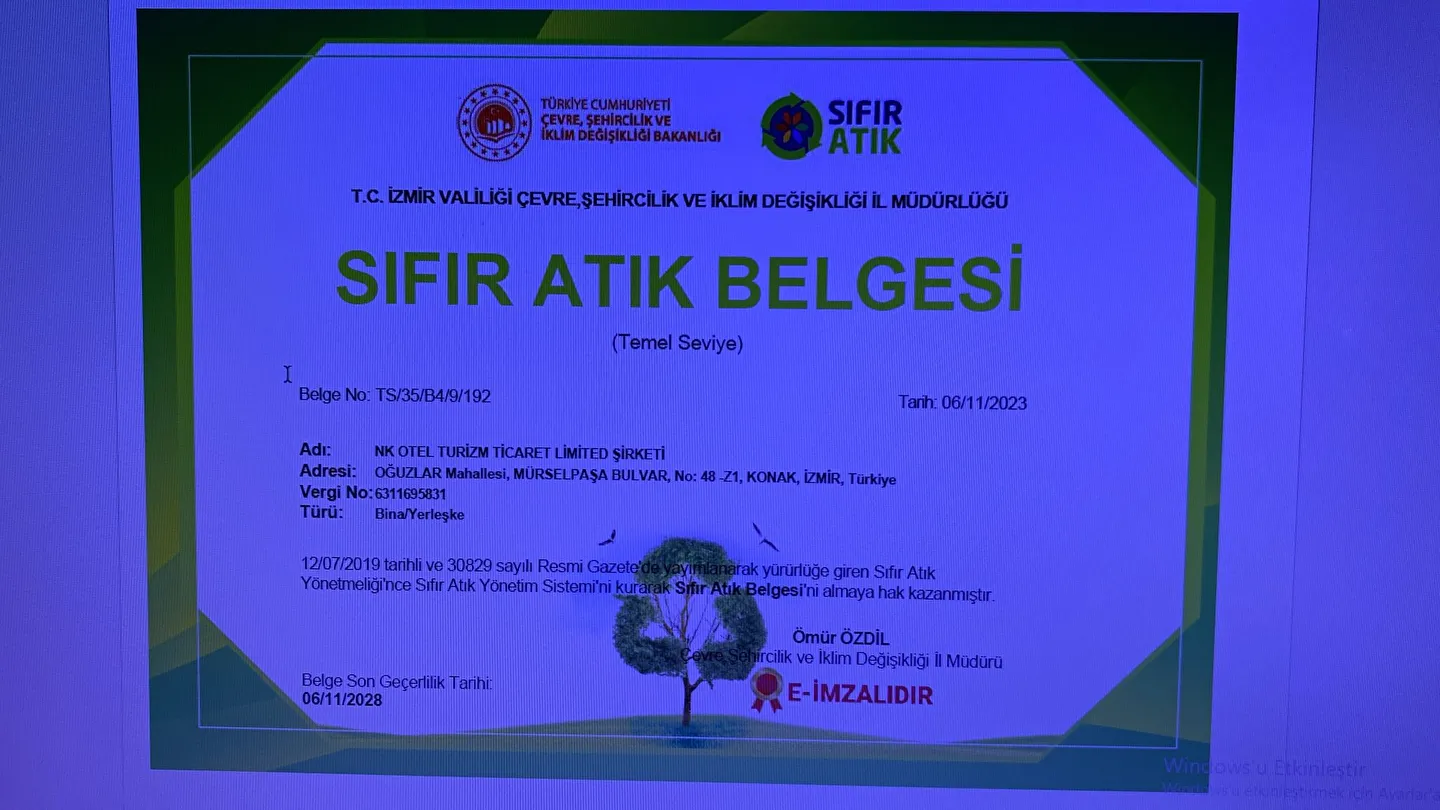 TÜRKİYE CUMHURİYETİ
ÇEVRE, ŞEHİRCİLİK VE
İKLİM DEĞİŞİKLİĞİ BAKANLIĞI
SIFIR
ATIK
T.C. İZMİR VALİLİĞİ ÇEVRE,ŞEHİRCİLİK VE İKLİM DEĞİŞİKLİĞİ İL MÜDÜRLÜĞÜ
SIFIR ATIK BELGESİ
(Temel Seviye)
Belge No: TS/35/B4/9/192
Tarih: 06/11/2023
Adı: NK OTEL TURİZM TİCARET LİMİTED ŞİRKETİ
Adresi: OĞUZLAR Mahallesi, MÜRSELPAŞA BULVAR, No: 48 -Z1, KONAK, İZMİR, Türkiye
Vergi No: 6311695831
Türü: Bina/Yerleşke
12/07/2019 tarihli ve 30829 sayılı Resmi Gazete'de yayımlanarak yürürlüğe giren Sıfır Atık
Yönetmeliği'nce Sıfır Atık Yönetim Sistemi'ni kurarak Sıfır Atık Belgesi'ni almaya hak kazanmıştır.
Ömür ÖZDİL
Çevre Şehircilik ve İklim Değişikliği İl Müdürü
E-İMZALIDIR
Belge Son Geçerlilik Tarihi:
06/11/2028
Windows'u Etkinleştir
Windows'u etkinleştirmek için Ayarlar'a